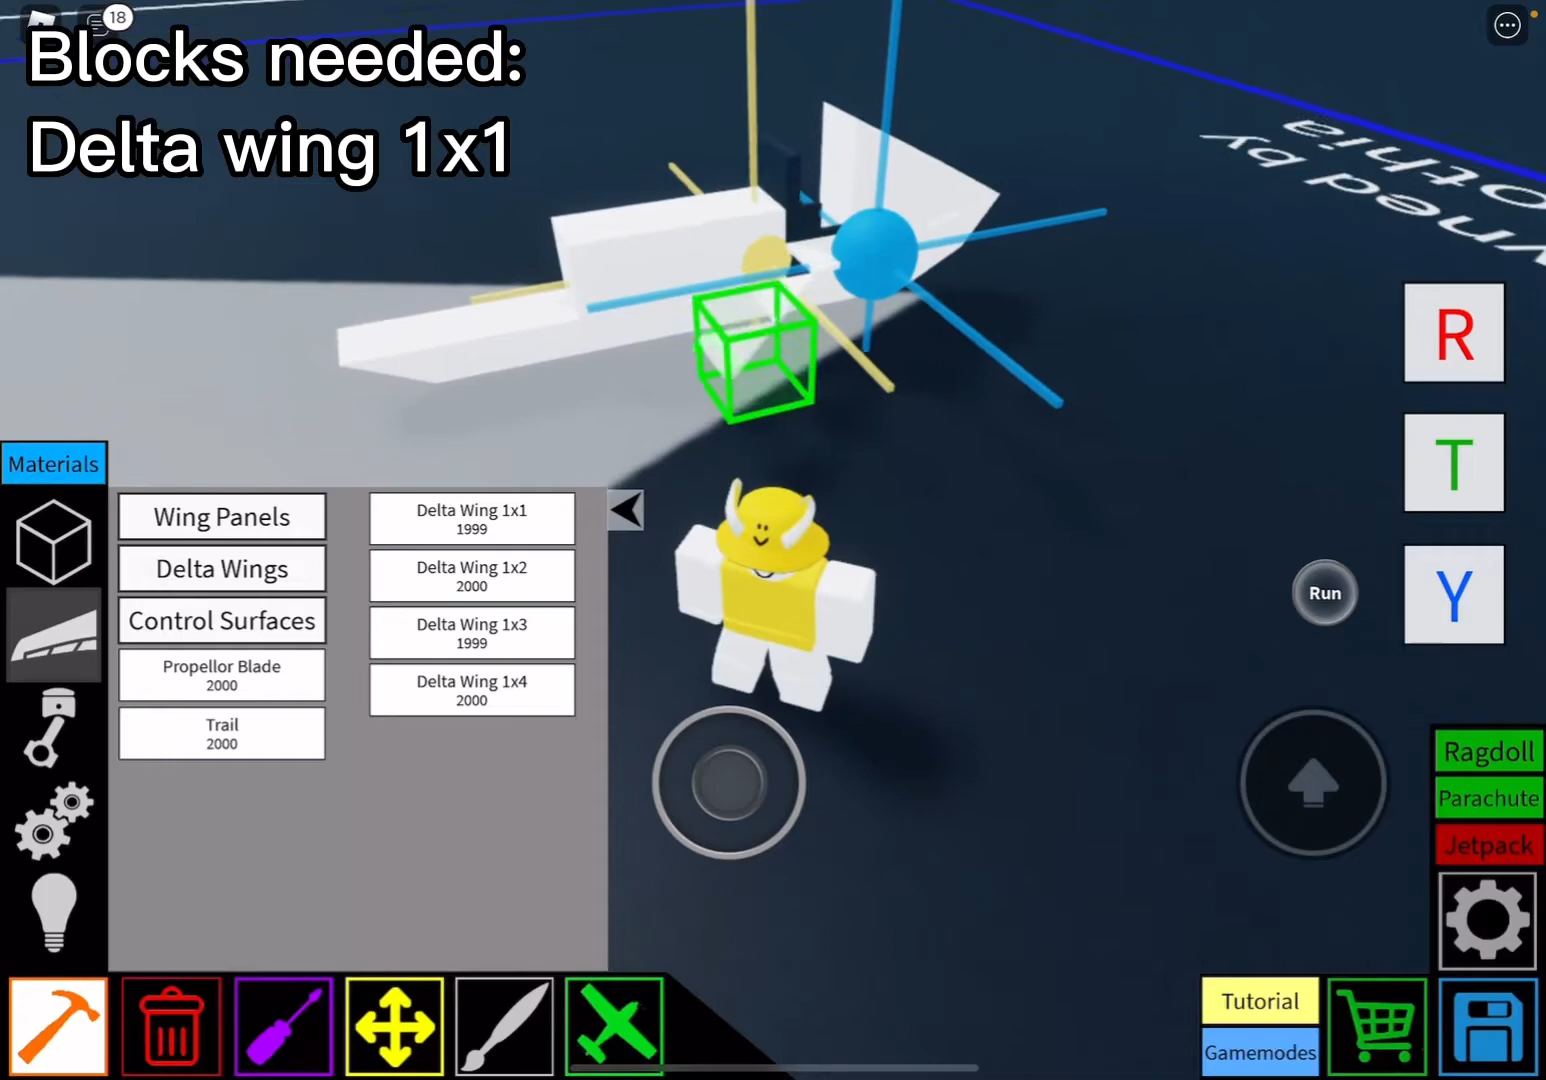 18
Blocks needed:
Delta wing 1x1
Materials
Wing Panels
Delta Wings
Control Surfaces
Propellor Blade
2000
Trail
2000
Delta Wing 1x1
1999
Delta Wing 1x2
2000
Delta Wing 1x3
1999
Delta Wing 1x4
2000
R
T
Y
Run
Ragdoll
Parachute
Jetpack
Tutorial
Gamemodes